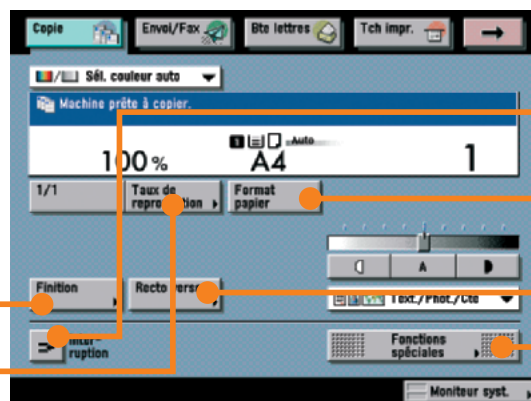 Copie
Envoi/Fax
Bte lettres
Tch impr.
Sél. couleur auto
Machine prête à copier.
100 %
1
Auto
A4
1
1/1
Taux de
reproduction
Format
papier
A
Finition
Recto verso
Text./Phot./Cte
Inter-
ruption
Fonctions
spéciales
Moniteur syst.